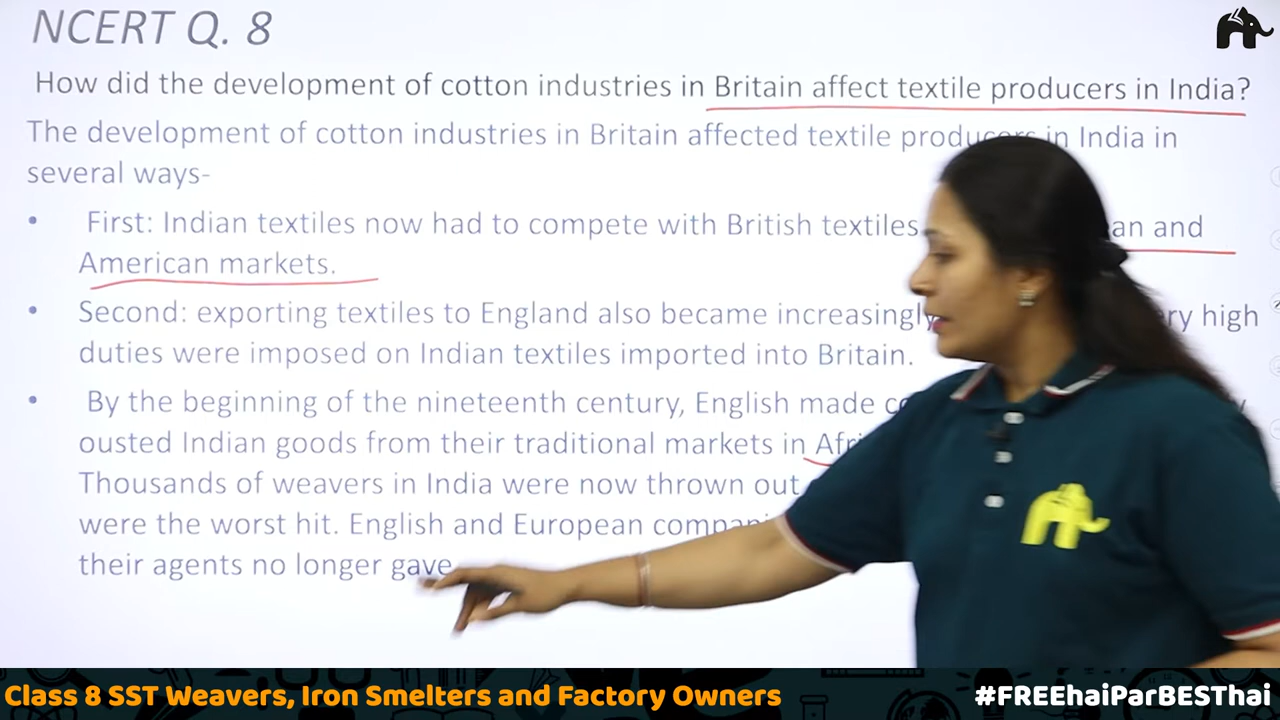 NCERT Q. 8
How did the development of cotton industries in Britain affect textile producers in India?
The development of cotton industries in Britain affected textile producers in India in
several ways-
• First: Indian textiles now had to compete with British textiles and
American markets.
• Second: exporting textiles to England also became increasingly high
duties were imposed on Indian textiles imported into Britain.
• By the beginning of the nineteenth century, English made
ousted Indian goods from their traditional markets in
Thousands of weavers in India were now thrown out
were the worst hit. English and European
their agents no longer gave
Class 8 SST Weavers, Iron Smelters and Factory Owners
#FREEhaiParBESThai